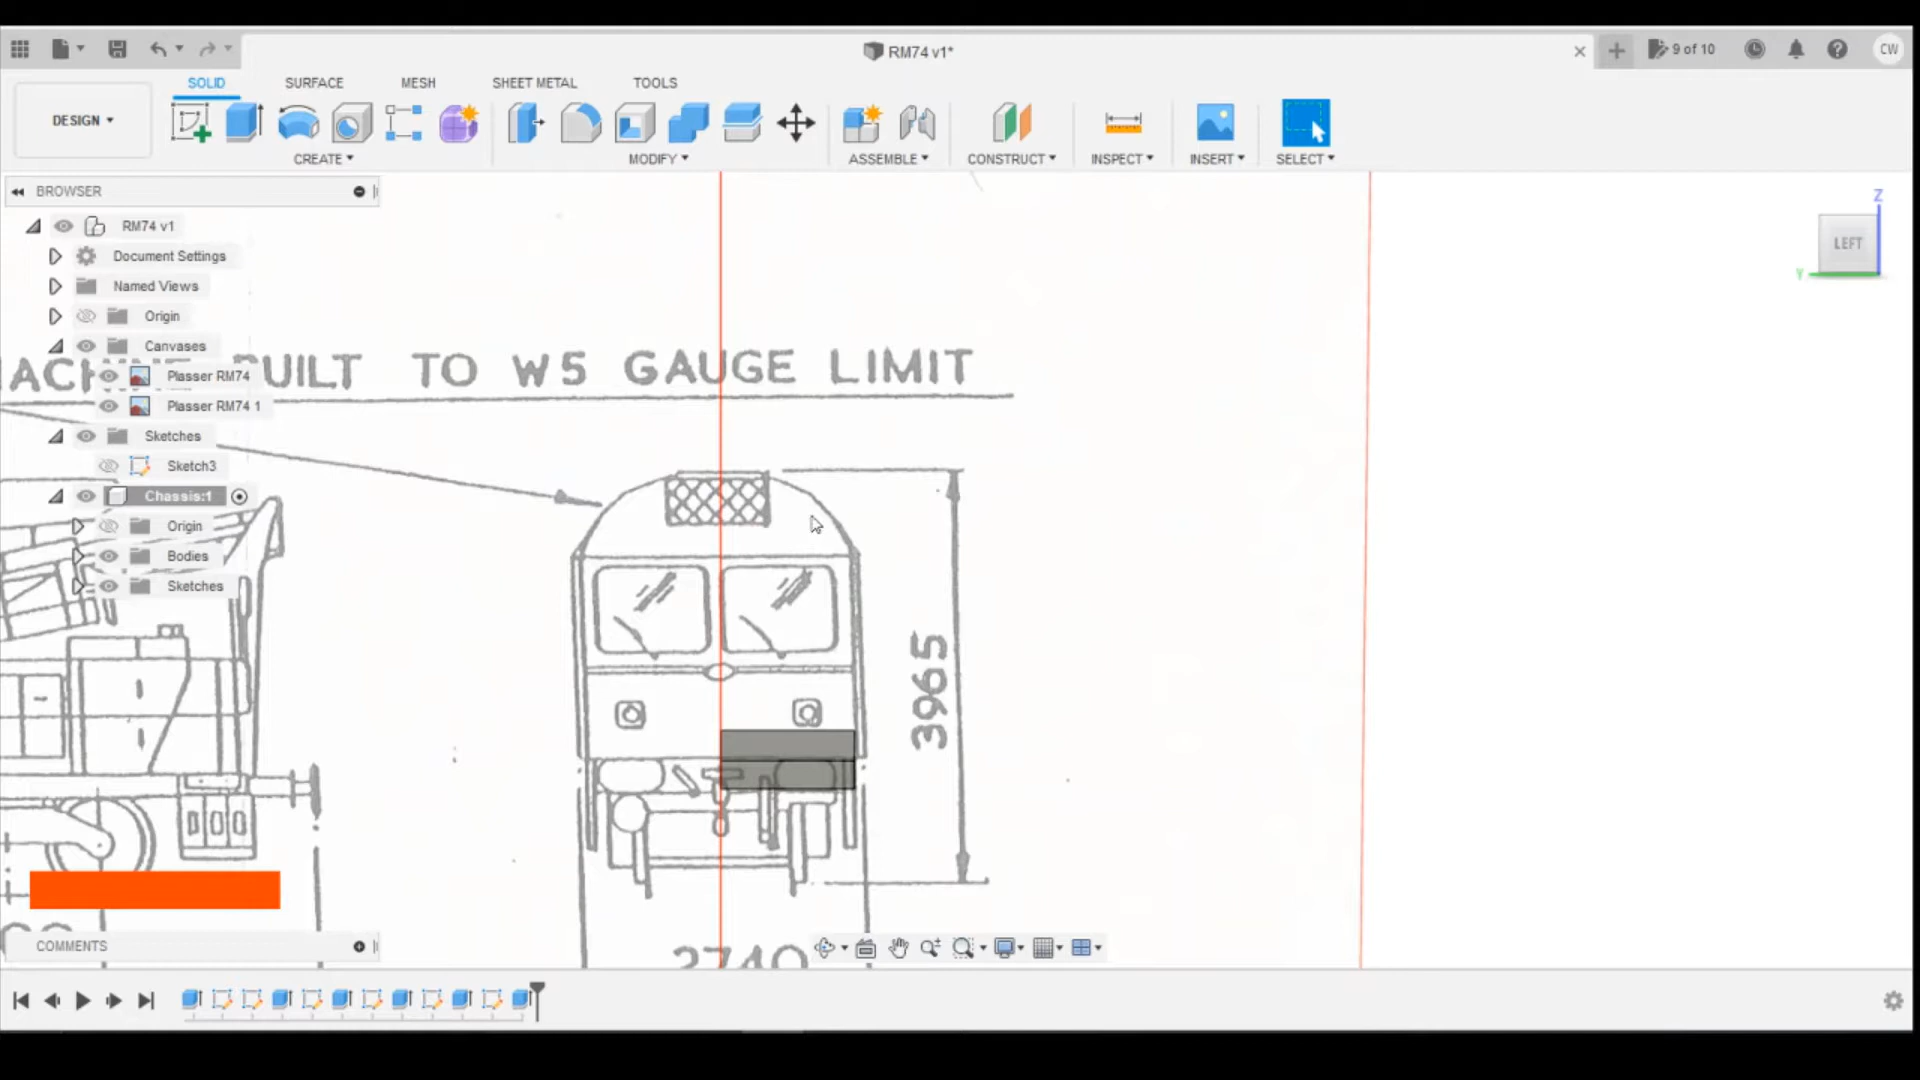 RM74 v1*
9 of 10
CW
DESIGN
SOLID
SURFACE
MESH
SHEET METAL
TOOLS
CREATE
MODIFY
ASSEMBLE
CONSTRUCT
INSPECT
INSERT
SELECT
BROWSER
RM74 v1
Document Settings
Named Views
Origin
Canvases
Plasser RM74
Plasser RM74 1
Sketches
Sketch3
Chassis:1
Origin
Bodies
Sketches
BUILT TO W5 GAUGE LIMIT
3965
2740
LEFT
Z
Y
COMMENTS